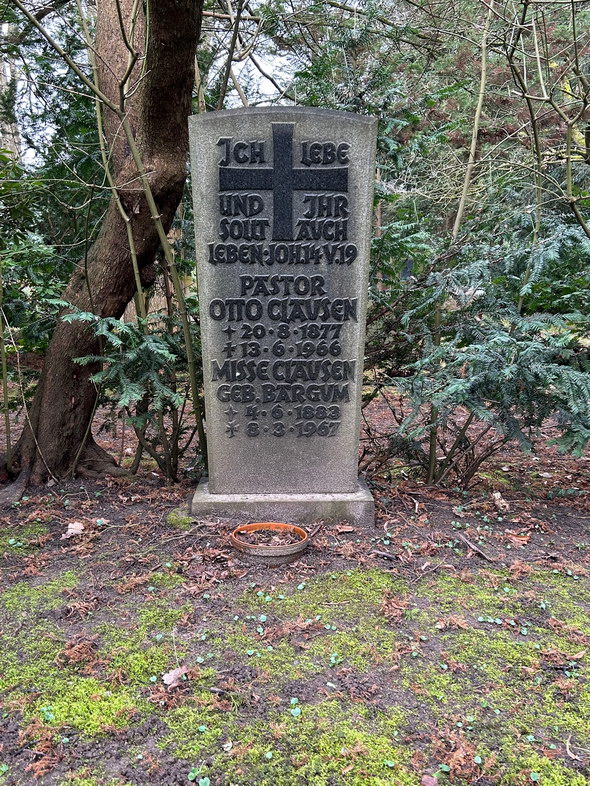 ICH LEBE
UND IHR
SOLLT AUCH
LEBEN·JOH.14 V.19
PASTOR
OTTO CLAUSEN
20·8·1877
13·6·1966
MISSE CLAUSEN
GEB. BARGUM
4·6·1883
8·3·1967